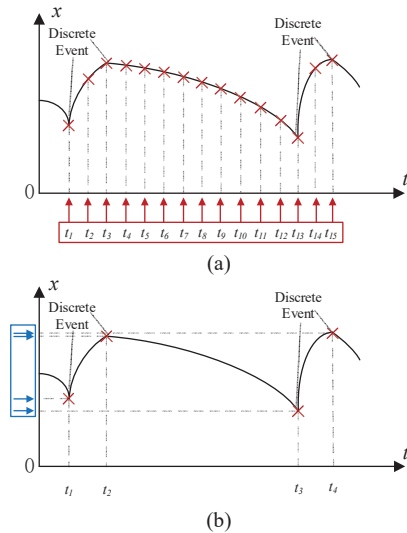 x
Discrete
Event
Discrete
Event
0
t
t1 t2 t3 t4 t5 t6 t7 t8 t9 t10 t11 t12 t13 t14 t15
(a)
x
Discrete
Event
Discrete
Event
0
t
t1 t2 t3 t4
(b)